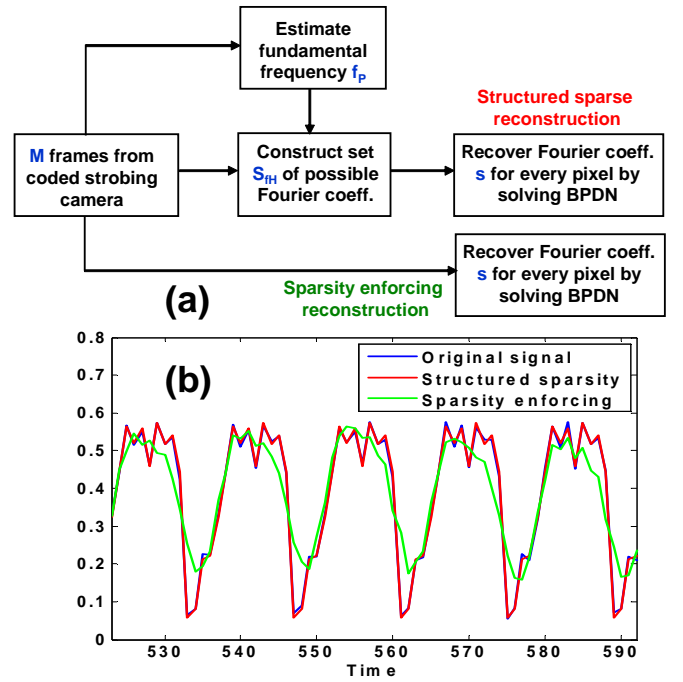 Estimate
fundamental
frequency fP
Structured sparse
reconstruction
M frames from
coded strobing
camera
Construct set
SfH of possible
Fourier coeff.
Recover Fourier coeff.
s for every pixel by
solving BPDN
Recover Fourier coeff.
s for every pixel by
solving BPDN
Sparsity enforcing
reconstruction
(a)
(b)
Original signal
Structured sparsity
Sparsity enforcing
0.8
0.7
0.6
0.5
0.4
0.3
0.2
0.1
0
530 540 550 560 570 580 590
Time